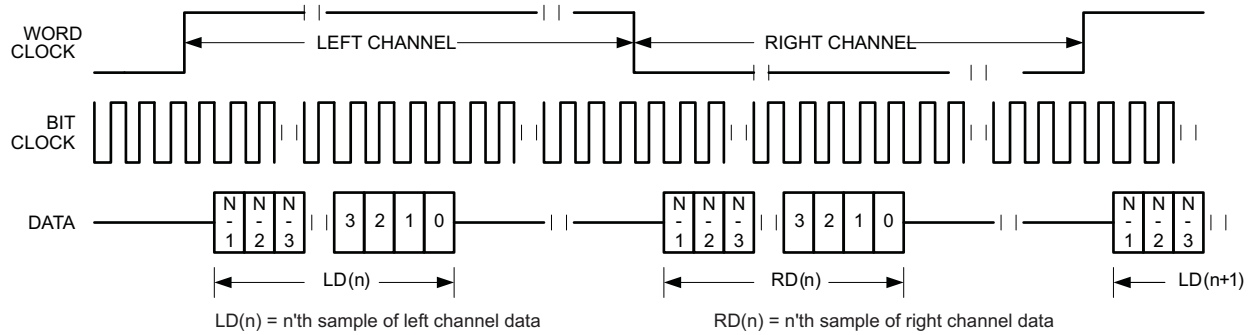 WORD
CLOCK
LEFT CHANNEL
RIGHT CHANNEL
BIT
CLOCK
DATA
N
-
1
N
-
2
N
-
3
3 2 1 0
N
-
1
N
-
2
N
-
3
3 2 1 0
N
-
1
N
-
2
N
-
3
LD(n)
RD(n)
LD(n+1)
LD(n) = n'th sample of left channel data
RD(n) = n'th sample of right channel data